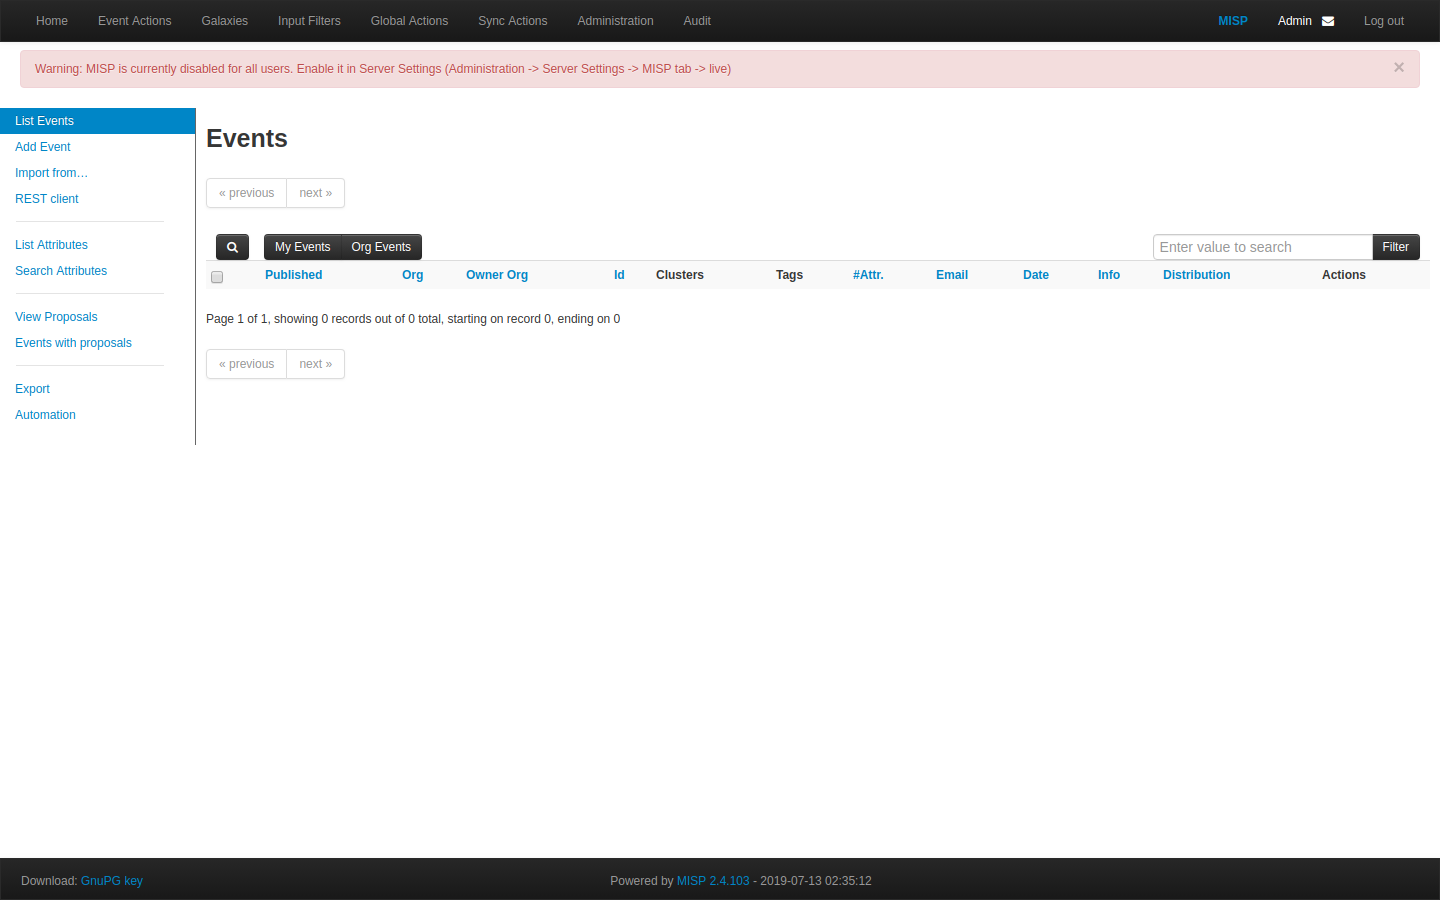 Home Event Actions Galaxies Input Filters Global Actions Sync Actions Administration Audit MISP Admin Log out
Warning: MISP is currently disabled for all users. Enable it in Server Settings (Administration -> Server Settings -> MISP tab -> live) ×
List Events
Add Event
Import from…
REST client
List Attributes
Search Attributes
View Proposals
Events with proposals
Export
Automation
Events
« previous next »
My Events Org Events Enter value to search Filter
Published Org Owner Org Id Clusters Tags #Attr. Email Date Info Distribution Actions
Page 1 of 1, showing 0 records out of 0 total, starting on record 0, ending on 0
« previous next »
Download: GnuPG key Powered by MISP 2.4.103 - 2019-07-13 02:35:12